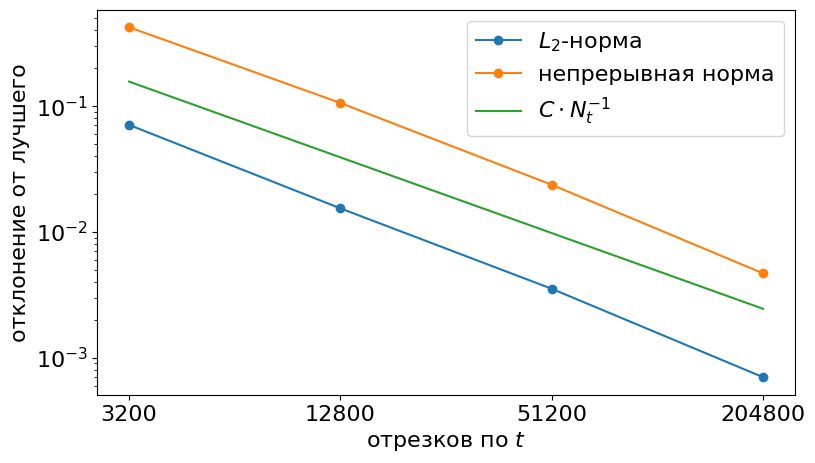 отклонение от лучшего
10⁻¹
10⁻²
10⁻³
L₂-норма
непрерывная норма
C · Nₜ⁻¹
3200 12800 51200 204800
отрезков по t